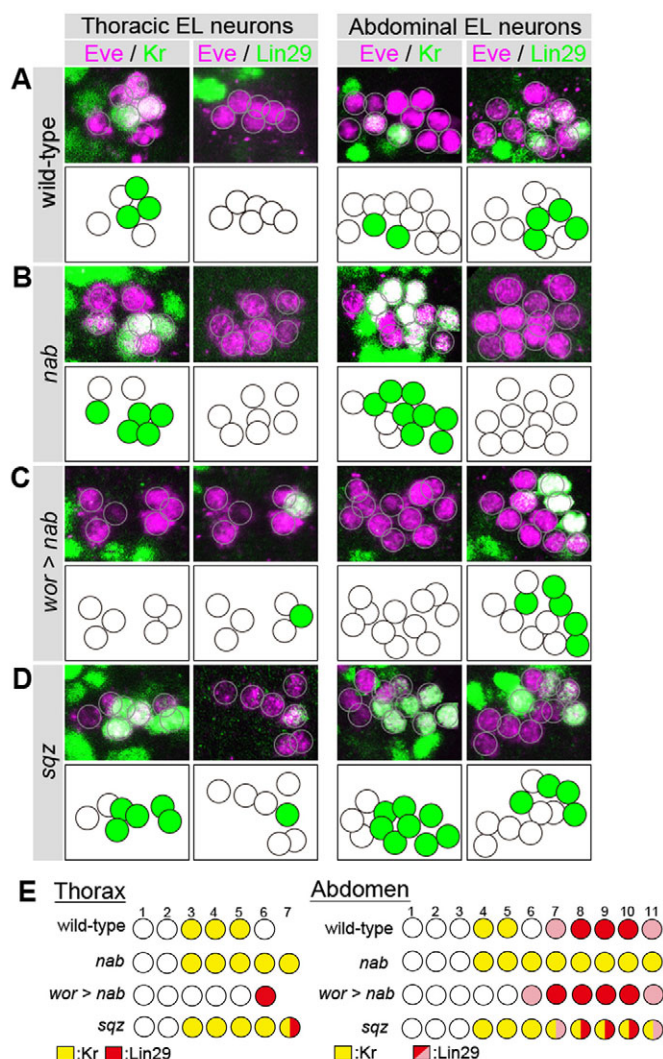 Thoracic EL neurons
Abdominal EL neurons
Eve / Kr
Eve / Lin29
Eve / Kr
Eve / Lin29
A
wild-type
B
nab
C
wor > nab
D
sqz
E
Thorax
Abdomen
1 2 3 4 5 6 7
1 2 3 4 5 6 7 8 9 10 11
wild-type
wild-type
nab
nab
wor > nab
wor > nab
sqz
sqz
:Kr :Lin29
:Kr :Lin29